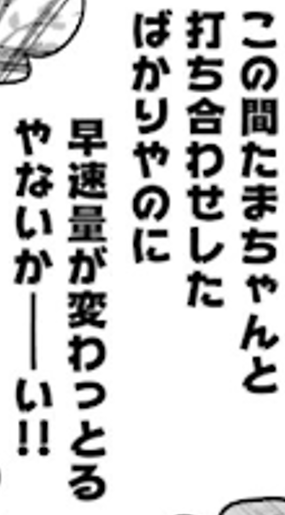 この間たまちゃんと
打ち合わせした
ばかりやのに
早速量が変わっとる
やないか――い!!